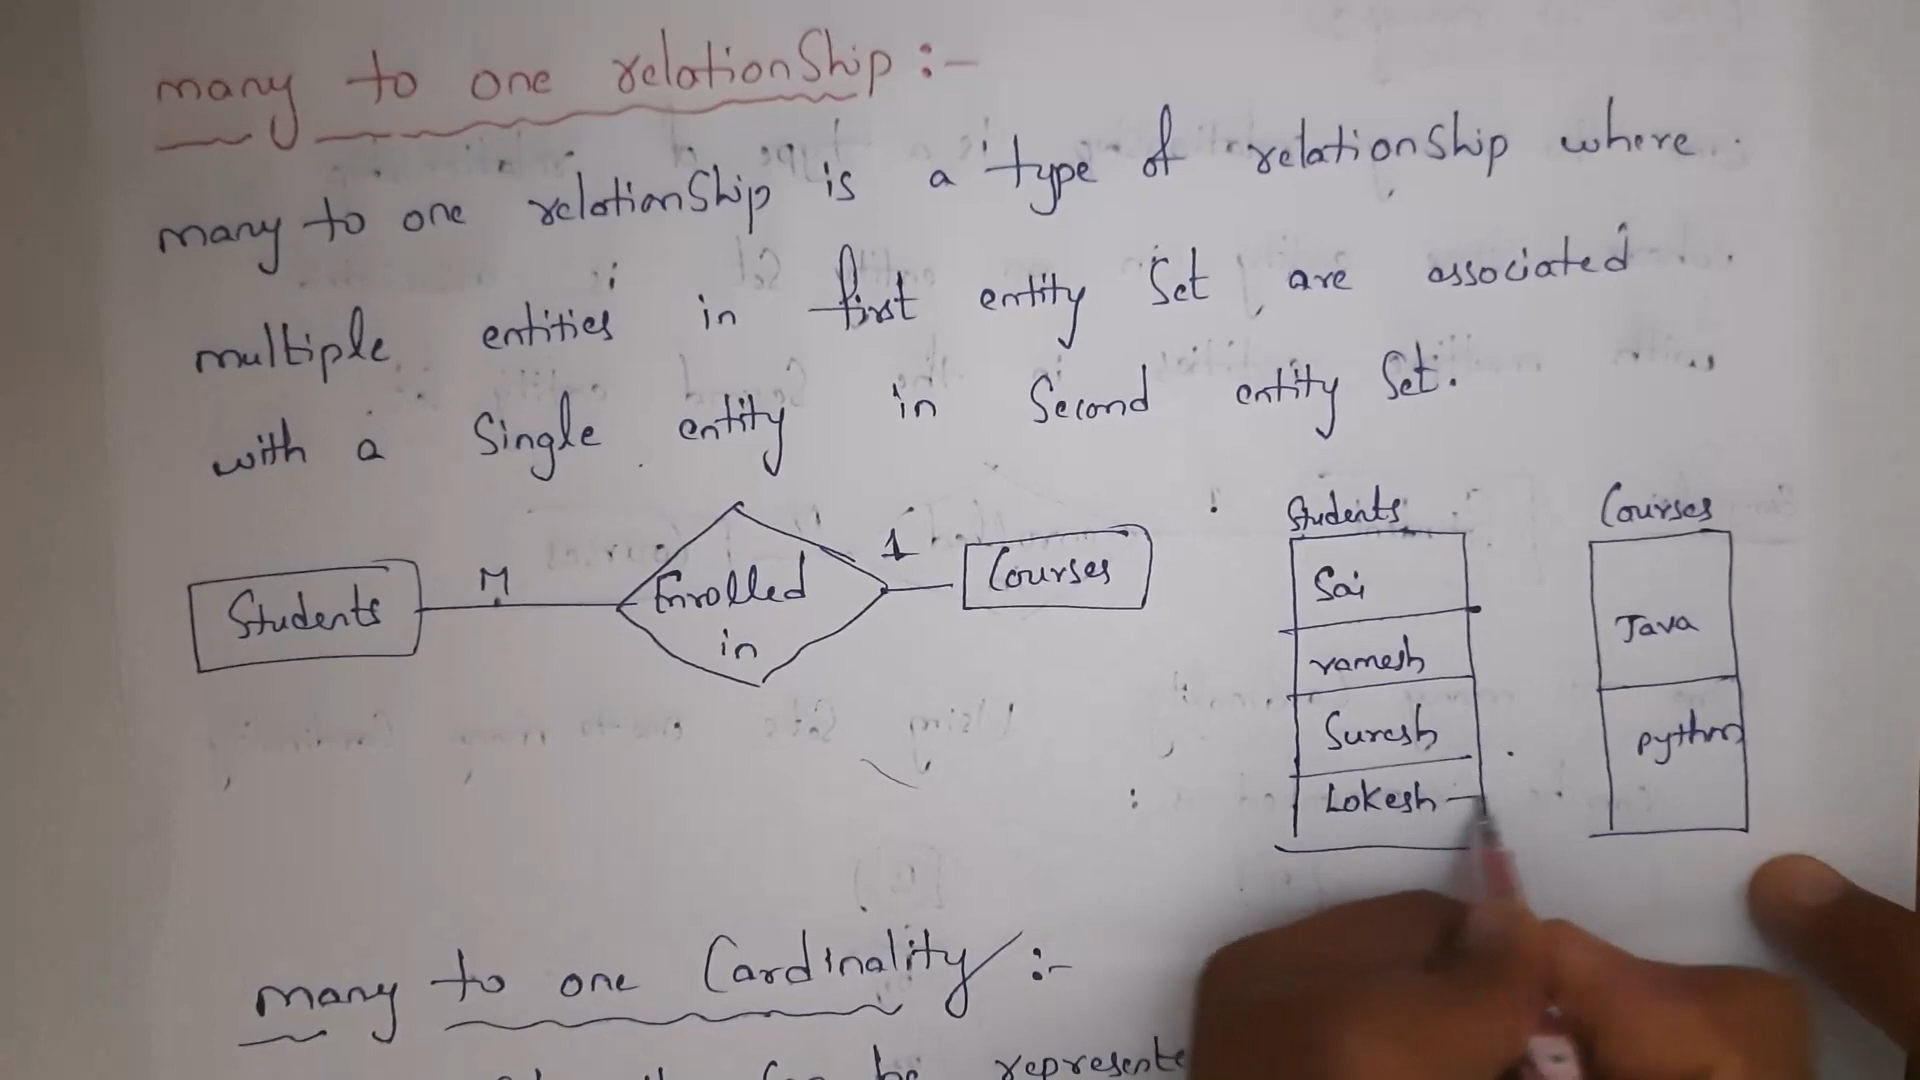 many to one relationship :-
many to one relationship is a type of relationship where
multiple entities in first entity set are associated
with a single entity in second entity set.
Students M Enrolled in 1 Courses
Students
Sai
ramesh
Suresh
Lokesh
Courses
Java
python
many to one Cardinality :-
be represente